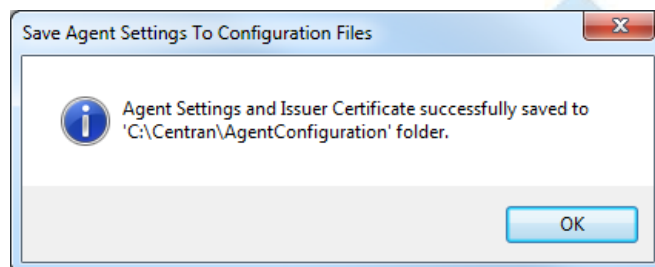 Save Agent Settings To Configuration Files
Agent Settings and Issuer Certificate successfully saved to
'C:\Centran\AgentConfiguration' folder.
OK